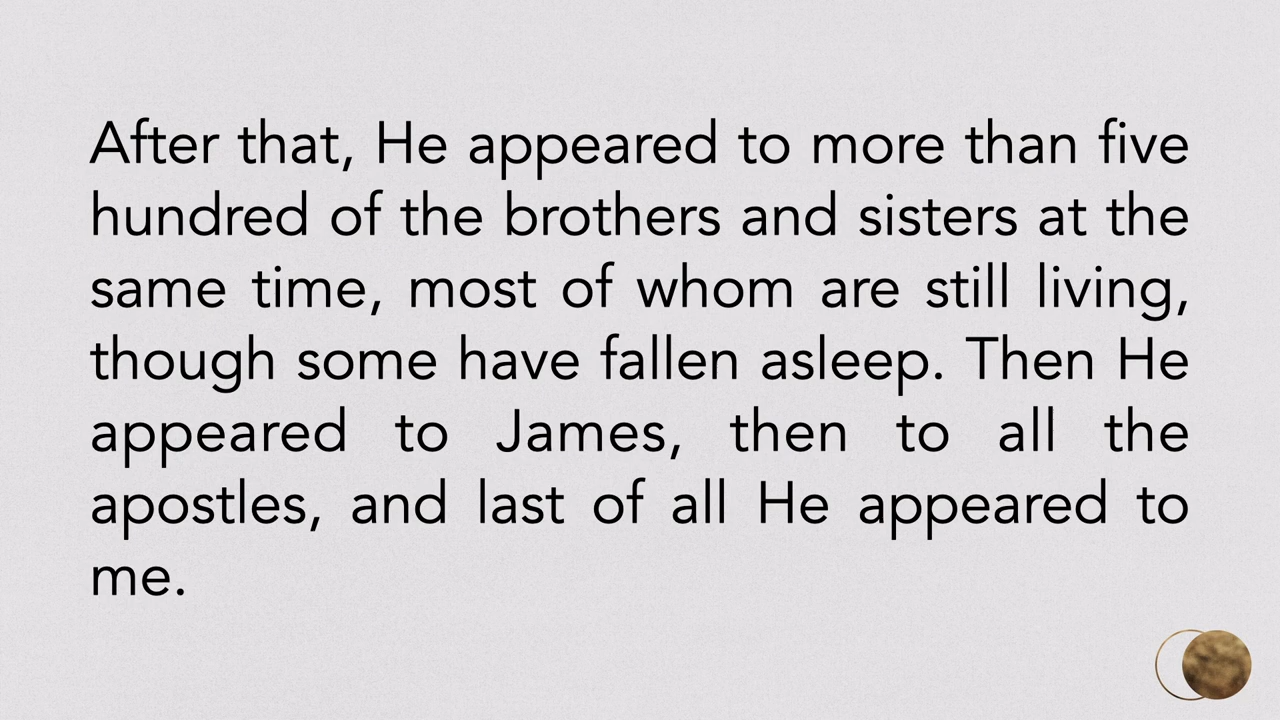 After that, He appeared to more than five
hundred of the brothers and sisters at the
same time, most of whom are still living,
though some have fallen asleep. Then He
appeared to James, then to all the
apostles, and last of all He appeared to
me.